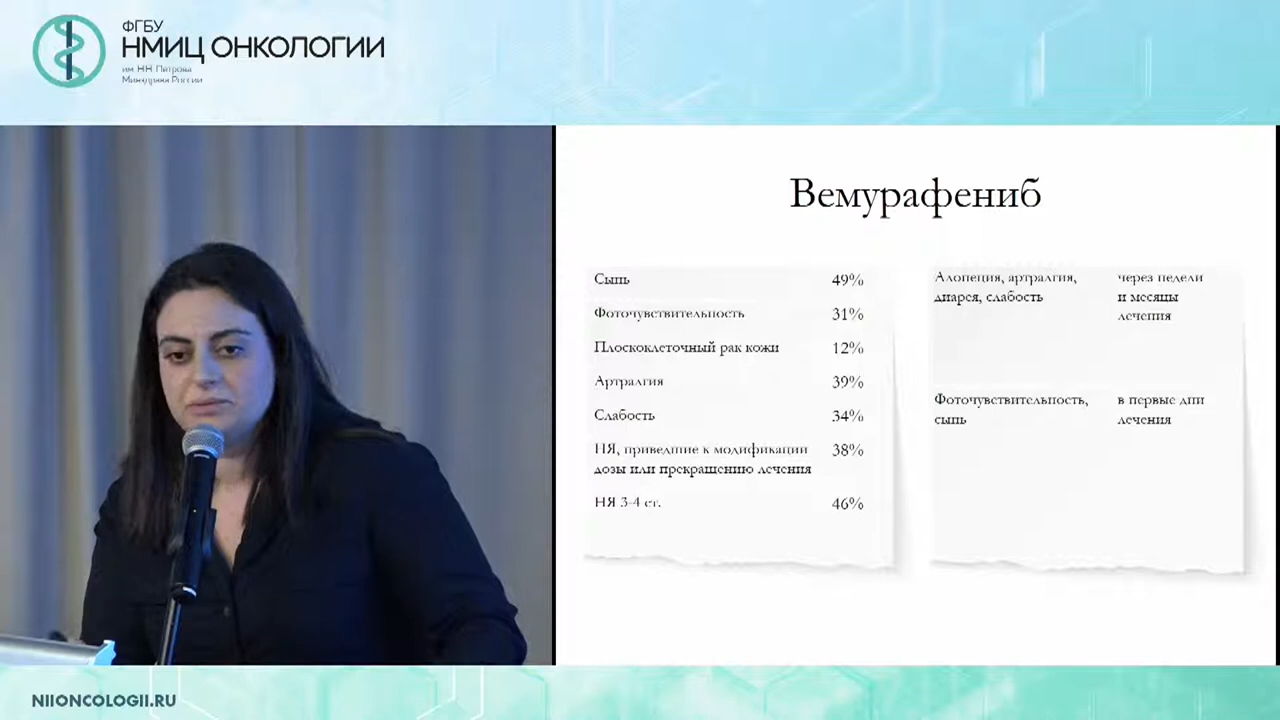 ФГБУ
НМИЦ ОНКОЛОГИИ
им НН Петрова
Минздрава России
Вемурафениб
Сыпь 49%
Фоточувствительность 31%
Плоскоклеточный рак кожи 12%
Артралгия 39%
Слабость 34%
НЯ, приведшие к модификации 38%
дозы или прекращению лечения
НЯ 3-4 ст. 46%
Алопеция, артралгия, через недели
диарея, слабость и месяцы
лечения
Фоточувствительность, в первые дни
сыпь лечения
NIIONCOLOGII.RU